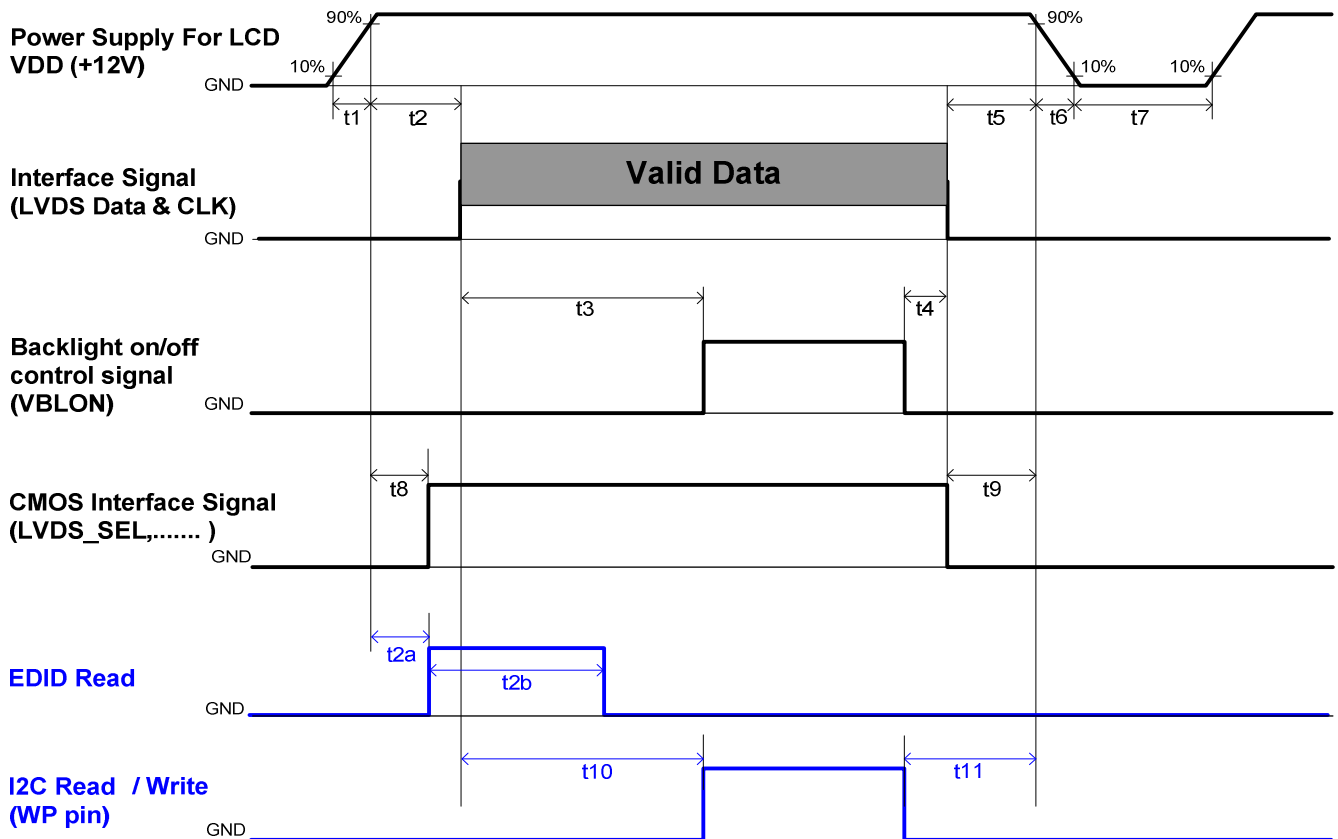 90%
90%
Power Supply For LCD
VDD (+12V)
10%
10%
10%
GND
t1
t2
t5
t6
t7
Valid Data
Interface Signal
(LVDS Data & CLK)
GND
t3
t4
Backlight on/off
control signal
(VBLON)
GND
t8
t9
CMOS Interface Signal
(LVDS_SEL,....... )
GND
t2a
EDID Read
t2b
GND
t10
t11
I2C Read / Write
(WP pin)
GND